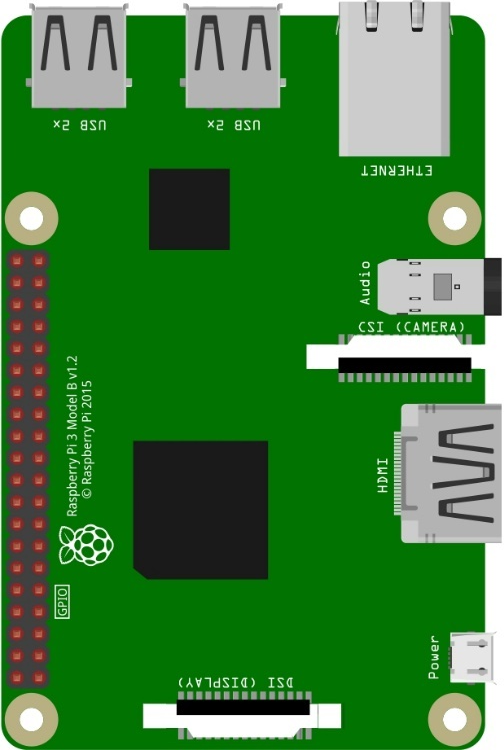 USB 2x
USB 2x
ETHERNET
Audio
CSI (CAMERA)
Raspberry Pi 3 Model B v1.2
© Raspberry Pi 2015
HDMI
GPIO
Power
DSI (DISPLAY)